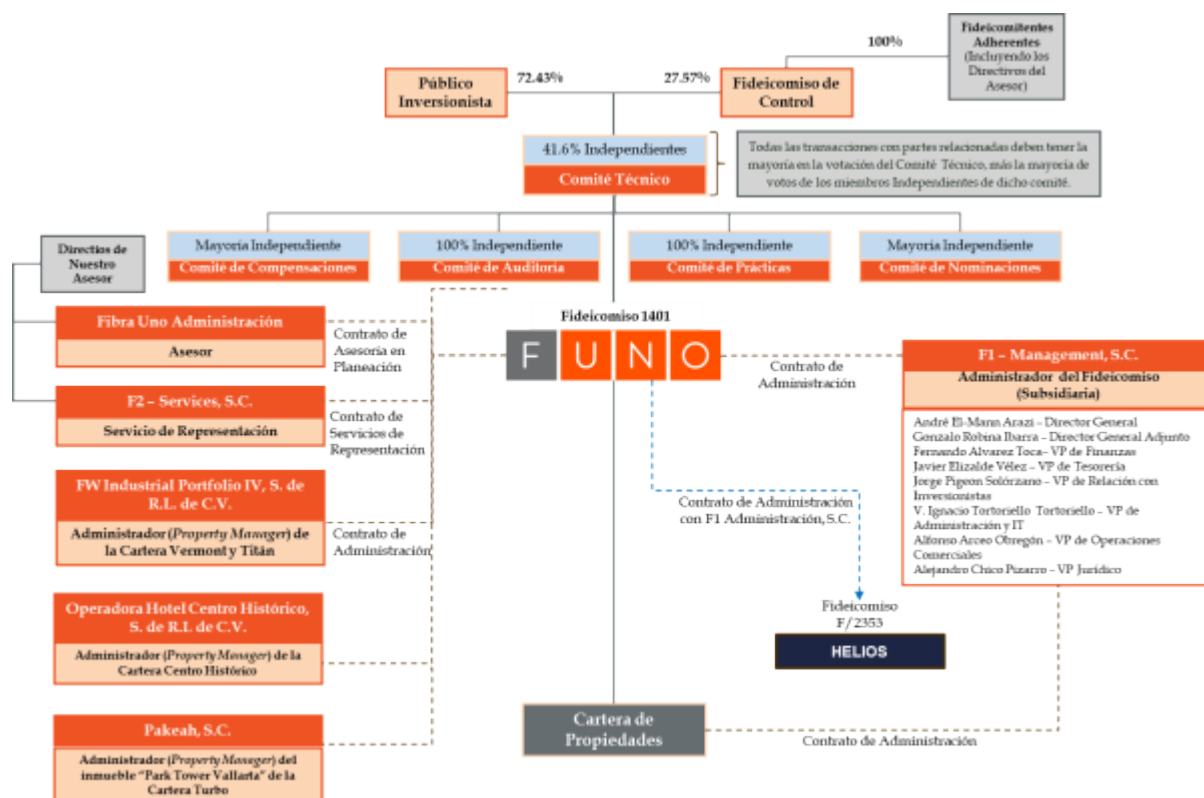 100%
Fideicomitentes
Adherentes
(Incluyendo los
Directivos del
Asesor)
Público
Inversionista
72.43%
27.57%
Fideicomiso de
Control
41.6% Independientes
Comité Técnico
Todas las transacciones con partes relacionadas deben tener la
mayoría en la votación del Comité Técnico, más la mayoría de
votos de los miembros Independientes de dicho comité.
Directios de
Nuestro
Asesor
Mayoría Independiente
Comité de Compensaciones
100% Independiente
Comité de Auditoría
100% Independiente
Comité de Prácticas
Mayoría Independiente
Comité de Nominaciones
Fideicomiso 1401
FUNO
Fibra Uno Administración
Asesor
Contrato de
Asesoría en
Planeación
F2 – Services, S.C.
Servicio de Representación
Contrato de
Servicios de
Representación
FW Industrial Portfolio IV, S. de
R.L. de C.V.
Administrador (Property Manager) de
la Cartera Vermont y Titán
Contrato de
Administración
Operadora Hotel Centro Histórico,
S. de R.L de C.V.
Administrador (Property Manager) de la
Cartera Centro Histórico
Pakeah, S.C.
Administrador (Property Manager) del
inmueble “Park Tower Vallarta” de la
Cartera Turbo
Contrato de
Administración
F1 – Management, S.C.
Administrador del Fideicomiso
(Subsidiaria)
André El-Mann Arazi – Director General
Gonzalo Robina Ibarra – Director General Adjunto
Fernando Alvarez Toca– VP de Finanzas
Javier Elizalde Vélez – VP de Tesorería
Jorge Pigeon Solórzano – VP de Relación con
Inversionistas
V. Ignacio Tortoriello Tortoriello – VP de
Administración y IT
Alfonso Arceo Obregón – VP de Operaciones
Comerciales
Alejandro Chico Pizarro – VP Jurídico
Contrato de Administración
con F1 Administración, S.C.
Fideicomiso
F/2353
HELIOS
Cartera de
Propiedades
Contrato de Administración